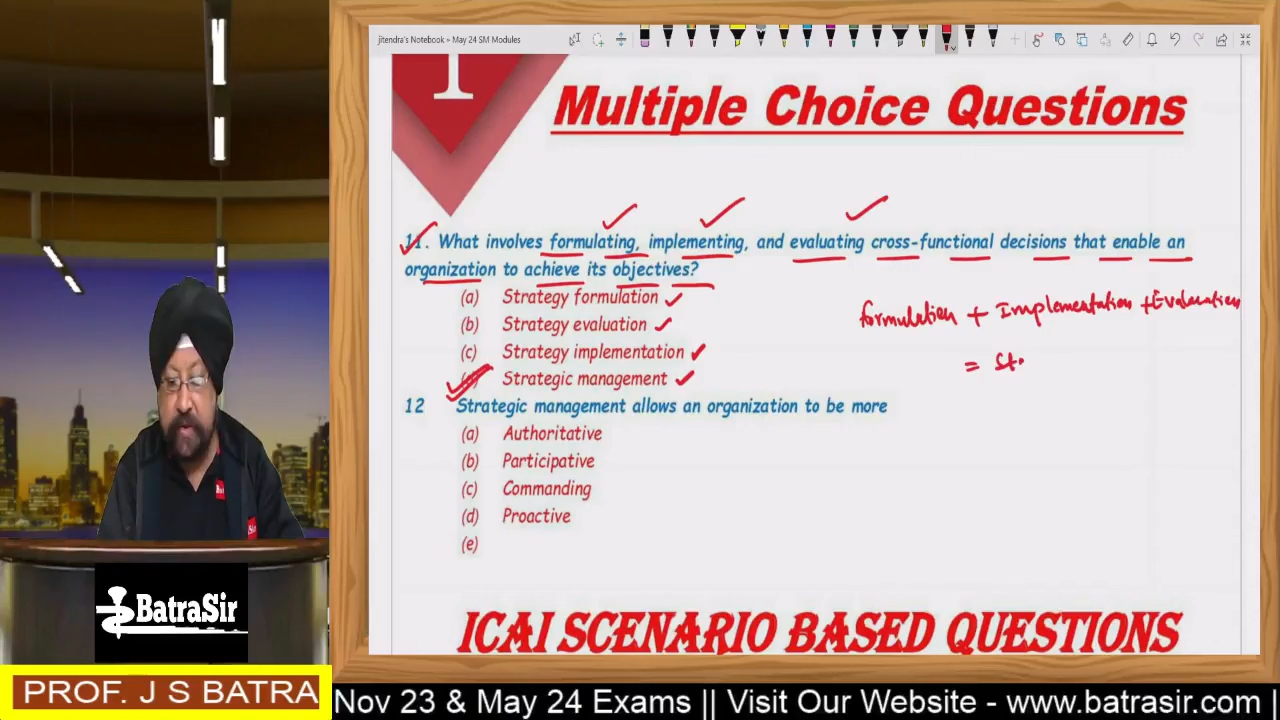 Jitendra's Notebook » May 24 SM Modules
1
Multiple Choice Questions
11. What involves formulating, implementing, and evaluating cross-functional decisions that enable an
organization to achieve its objectives?
(a) Strategy formulation
(b) Strategy evaluation
(c) Strategy implementation
Strategic management
formulation + Implementation + Evaluation
= St.
12 Strategic management allows an organization to be more
(a) Authoritative
(b) Participative
(c) Commanding
(d) Proactive
(e)
ICAI SCENARIO BASED QUESTIONS
BatraSir
PROF. J S BATRA
Nov 23 & May 24 Exams || Visit Our Website - www.batrasir.com |